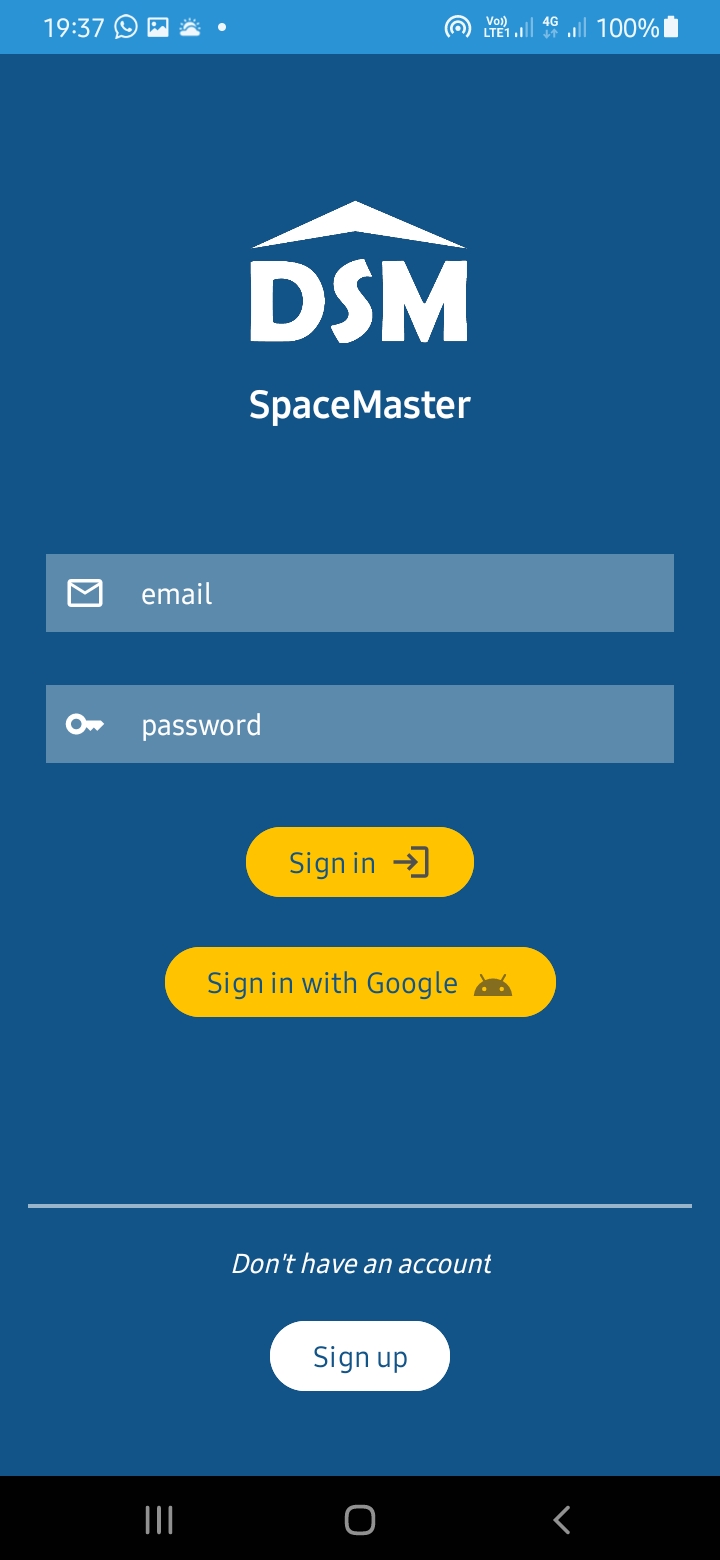 19:37 Vo)) LTE1 4G 100%
DSM
SpaceMaster
email
password
Sign in
Sign in with Google
Don't have an account
Sign up